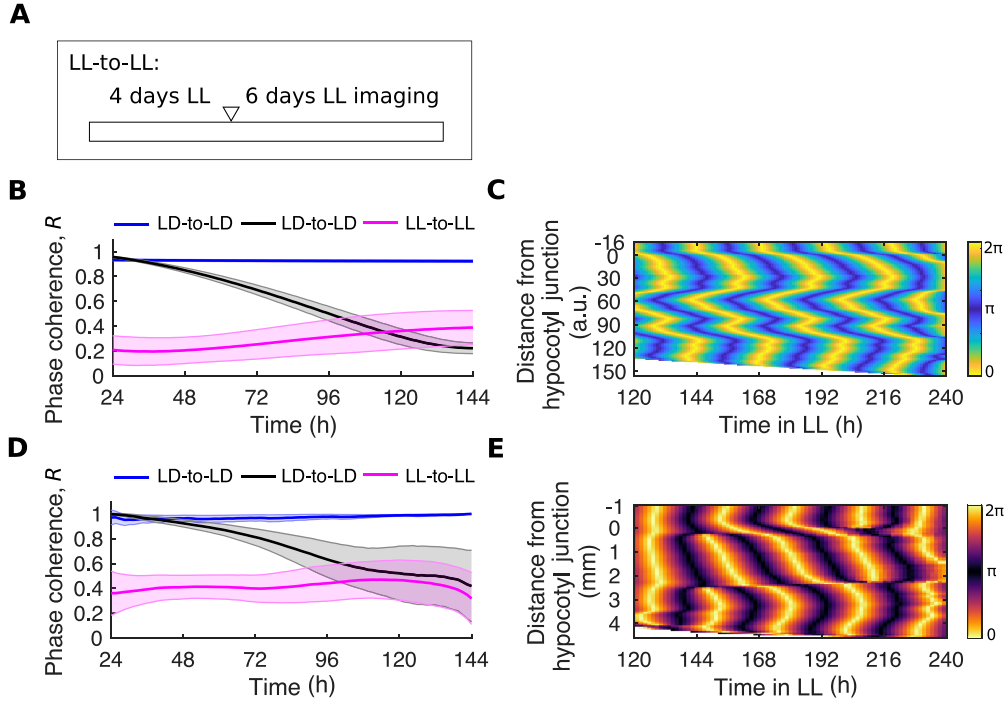 A
LL-to-LL:
4 days LL 6 days LL imaging
B
Phase coherence, R
LD-to-LD LD-to-LD LL-to-LL
1
0.8
0.6
0.4
0.2
0
24 48 72 96 120 144
Time (h)
C
Distance from
hypocotyl junction
(a.u.)
-16
0
30
60
90
120
150
120 144 168 192 216 240
Time in LL (h)
2π
π
0
D
Phase coherence, R
LD-to-LD LD-to-LD LL-to-LL
1
0.8
0.6
0.4
0.2
0
24 48 72 96 120 144
Time (h)
E
Distance from
hypocotyl junction
(mm)
-1
0
1
2
3
4
120 144 168 192 216 240
Time in LL (h)
2π
π
0